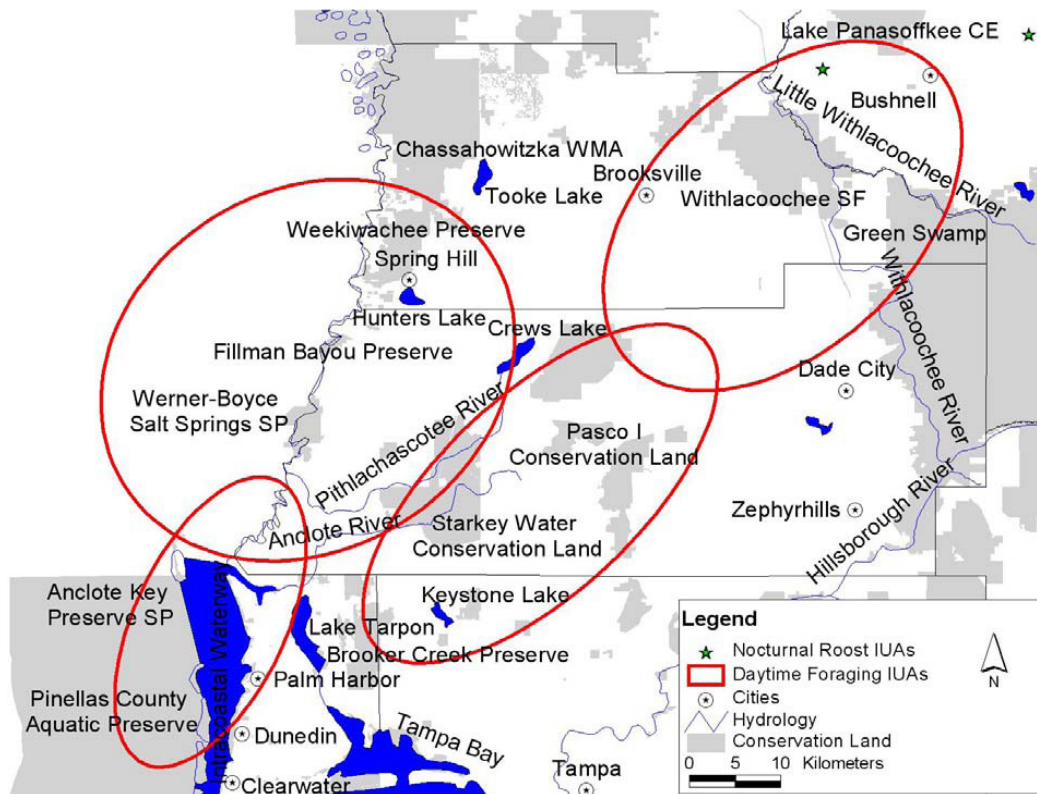 Lake Panasoffkee CE
Bushnell
Little Withlacoochee River
Chassahowitzka WMA
Brooksville
Tooke Lake
Withlacoochee SF
Weekiwachee Preserve
Green Swamp
Spring Hill
Withlacoochee River
Hunters Lake
Crews Lake
Fillman Bayou Preserve
Dade City
Werner-Boyce
Salt Springs SP
Pithlachascotee River
Pasco I
Conservation Land
Anclote River
Starkey Water
Conservation Land
Zephyrhills
Hillsborough River
Anclote Key
Preserve SP
Intracoastal Waterway
Keystone Lake
Lake Tarpon
Brooker Creek Preserve
Palm Harbor
Pinellas County
Aquatic Preserve
Dunedin
Tampa Bay
Clearwater
Tampa
Legend
Nocturnal Roost IUAs
Daytime Foraging IUAs
Cities
Hydrology
Conservation Land
0 5 10 Kilometers
N